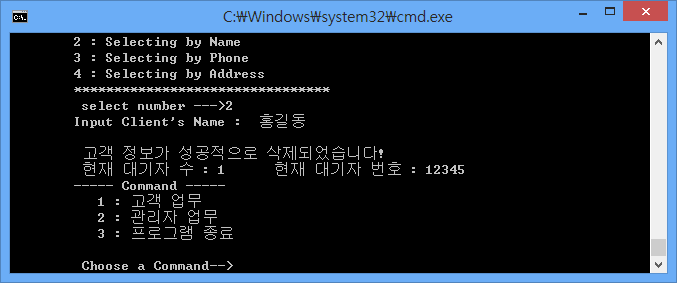 C:₩Windows₩system32₩cmd.exe
2 : Selecting by Name
3 : Selecting by Phone
4 : Selecting by Address
********************************
select number --->2
Input Client's Name :  홍길동
고객 정보가 성공적으로 삭제되었습니다!
현재 대기자 수 : 1      현재 대기자 번호 : 12345
----- Command -----
1 : 고객 업무
2 : 관리자 업무
3 : 프로그램 종료
Choose a Command-->